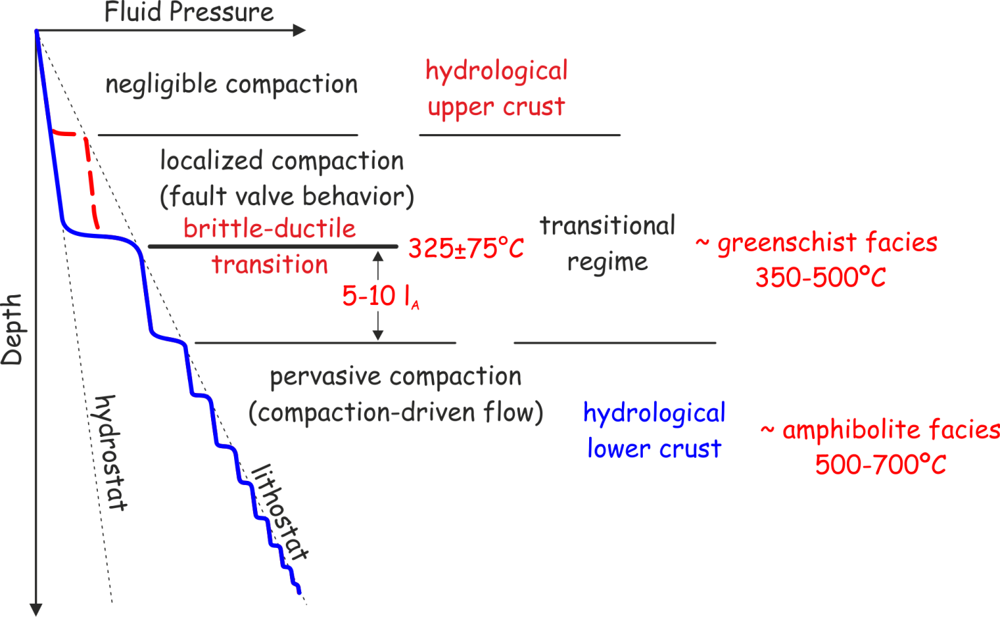 Fluid Pressure
negligible compaction
hydrological
upper crust
localized compaction
(fault valve behavior)
brittle-ductile
transition
325±75°C
transitional
regime
~ greenschist facies
350-500°C
5-10 lA
Depth
pervasive compaction
(compaction-driven flow)
hydrological
lower crust
~ amphibolite facies
500-700°C
hydrostat
lithostat